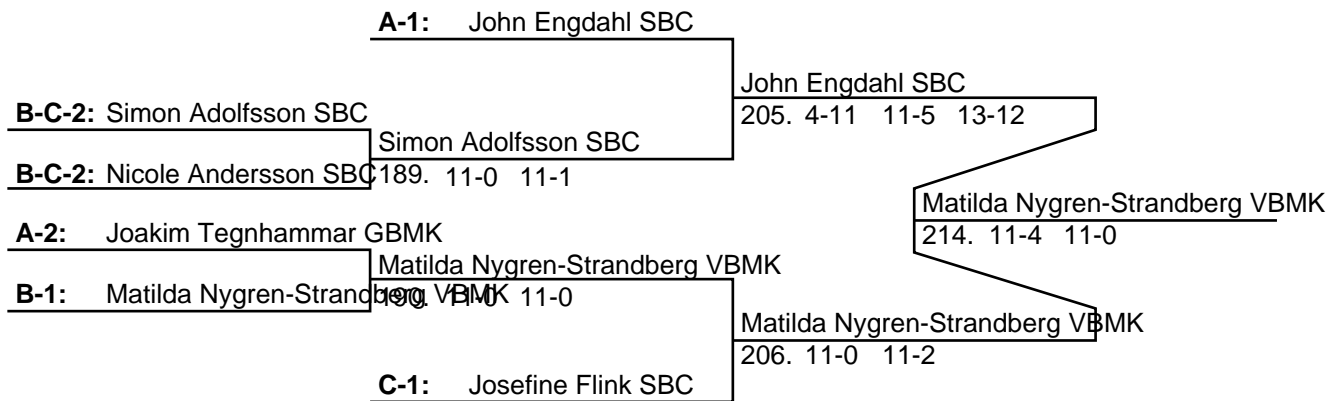 A-1: John Engdahl SBC
John Engdahl SBC
205. 4-11 11-5 13-12
B-C-2: Simon Adolfsson SBC
Simon Adolfsson SBC
B-C-2: Nicole Andersson SBC
189. 11-0 11-1
Matilda Nygren-Strandberg VBMK
214. 11-4 11-0
A-2: Joakim Tegnhammar GBMK
Matilda Nygren-Strandberg VBMK
B-1: Matilda Nygren-Strandberg VBMK
190. 11-0 11-0
Matilda Nygren-Strandberg VBMK
206. 11-0 11-2
C-1: Josefine Flink SBC